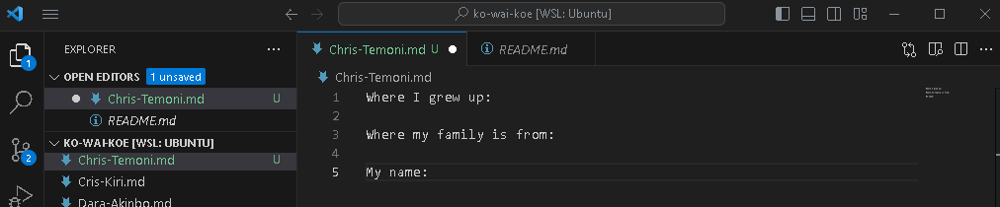 ko-wai-koe [WSL: Ubuntu]
EXPLORER
OPEN EDITORS 1 unsaved
Chris-Temoni.md U
README.md
KO-WAI-KOE [WSL: UBUNTU]
Chris-Temoni.md U
Cris-Kiri.md
Dara-Akinbo.md
1
2
Chris-Temoni.md U
README.md
Chris-Temoni.md
1 Where I grew up:
2
3 Where my family is from:
4
5 My name: